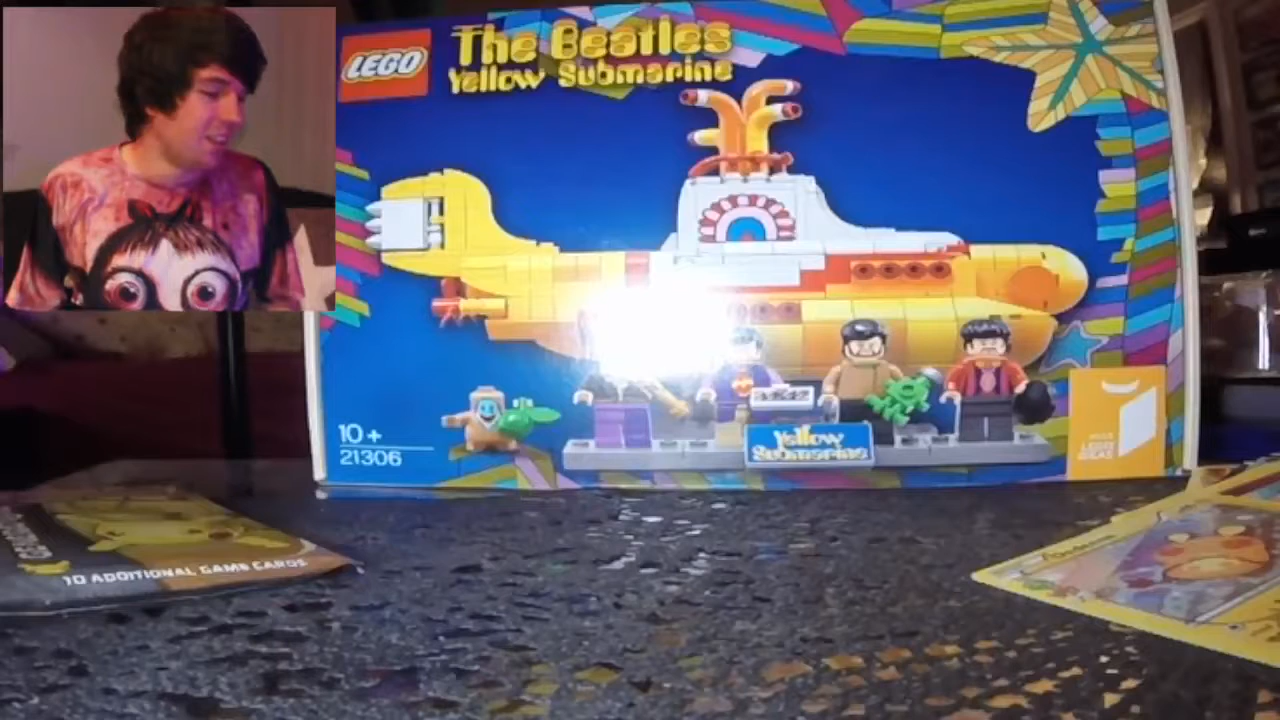 LEGO
The Beatles
Yellow Submarine
10+
21306
Yellow
Submarine
10 ADDITIONAL GAME CARDS